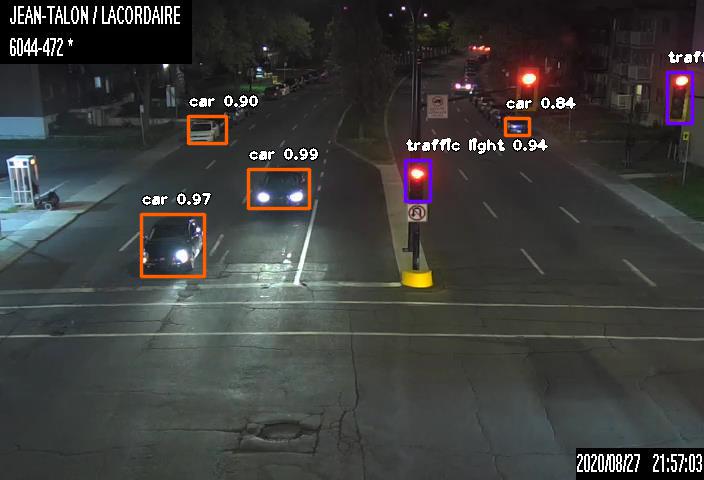 JEAN-TALON / LACORDAIRE
6044-472 *
traff
car 0.90
car 0.84
traffic light 0.94
car 0.99
car 0.97
2020/08/27 21:57:03